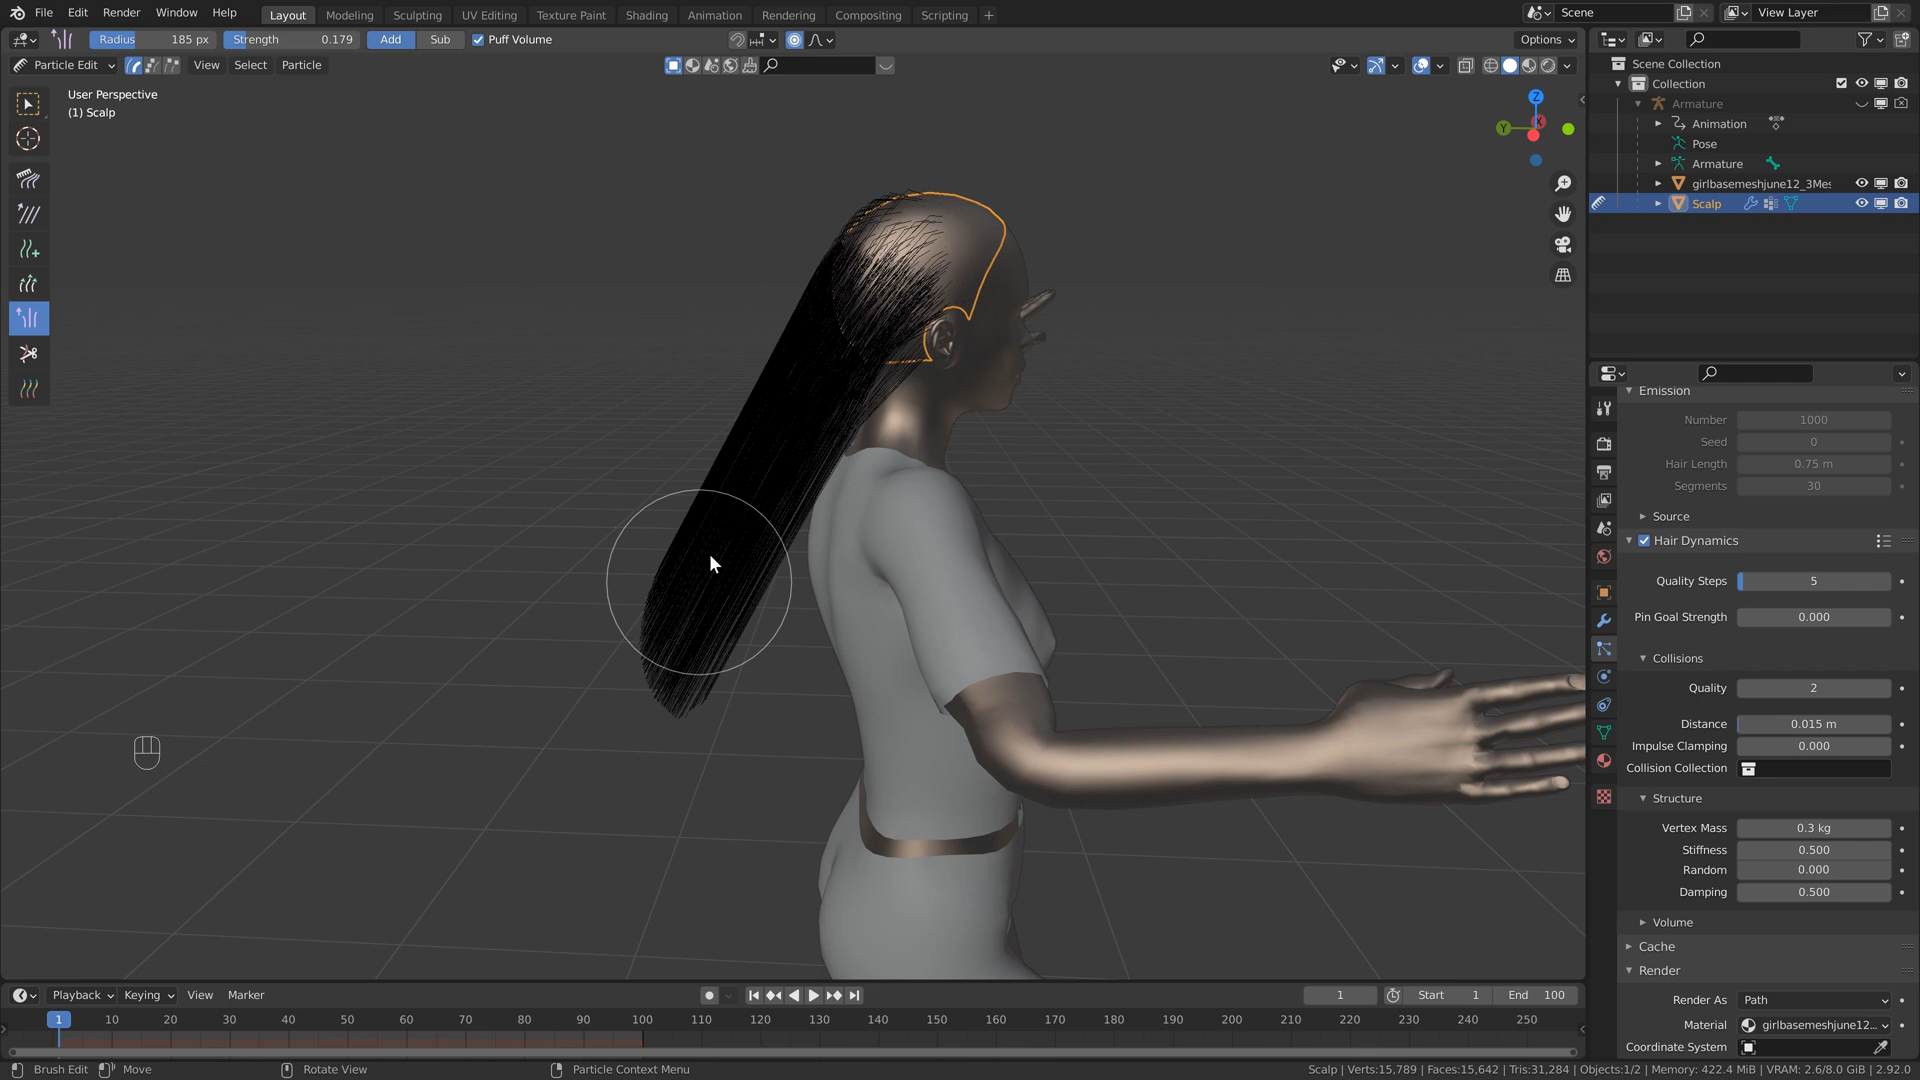 File Edit Render Window Help Layout Modeling Sculpting UV Editing Texture Paint Shading Animation Rendering Compositing Scripting + Scene View Layer
Radius 185 px Strength 0.179 Add Sub Puff Volume Options
Particle Edit View Select Particle
User Perspective
(1) Scalp
Z
Y X
Scene Collection
Collection
Armature
Animation
Pose
Armature
girlbasemeshjune12_3Mes
Scalp
Emission
Number 1000
Seed 0
Hair Length 0.75 m
Segments 30
Source
Hair Dynamics
Quality Steps 5
Pin Goal Strength 0.000
Collisions
Quality 2
Distance 0.015 m
Impulse Clamping 0.000
Collision Collection
Structure
Vertex Mass 0.3 kg
Stiffness 0.500
Random 0.000
Damping 0.500
Volume
Cache
Render
Render As Path
Material girlbasemeshjune12...
Coordinate System
Playback Keying View Marker 1 Start 1 End 100
1 10 20 30 40 50 60 70 80 90 100 110 120 130 140 150 160 170 180 190 200 210 220 230 240 250
Brush Edit Move Rotate View Particle Context Menu Scalp | Verts:15,789 | Faces:15,642 | Tris:31,284 | Objects:1/2 | Memory: 422.4 MiB | VRAM: 2.6/8.0 GiB | 2.92.0